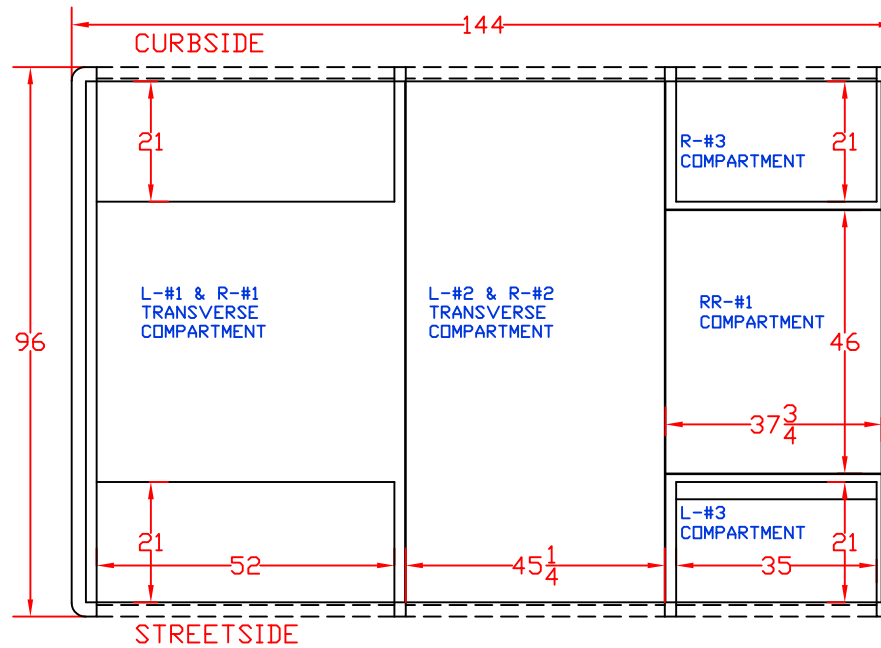 144
CURBSIDE
21
R-#3
COMPARTMENT
21
L-#1 & R-#1
TRANSVERSE
COMPARTMENT
L-#2 & R-#2
TRANSVERSE
COMPARTMENT
RR-#1
COMPARTMENT
96
46
37 3/4
L-#3
COMPARTMENT
21
21
52
45 1/4
35
STREETSIDE